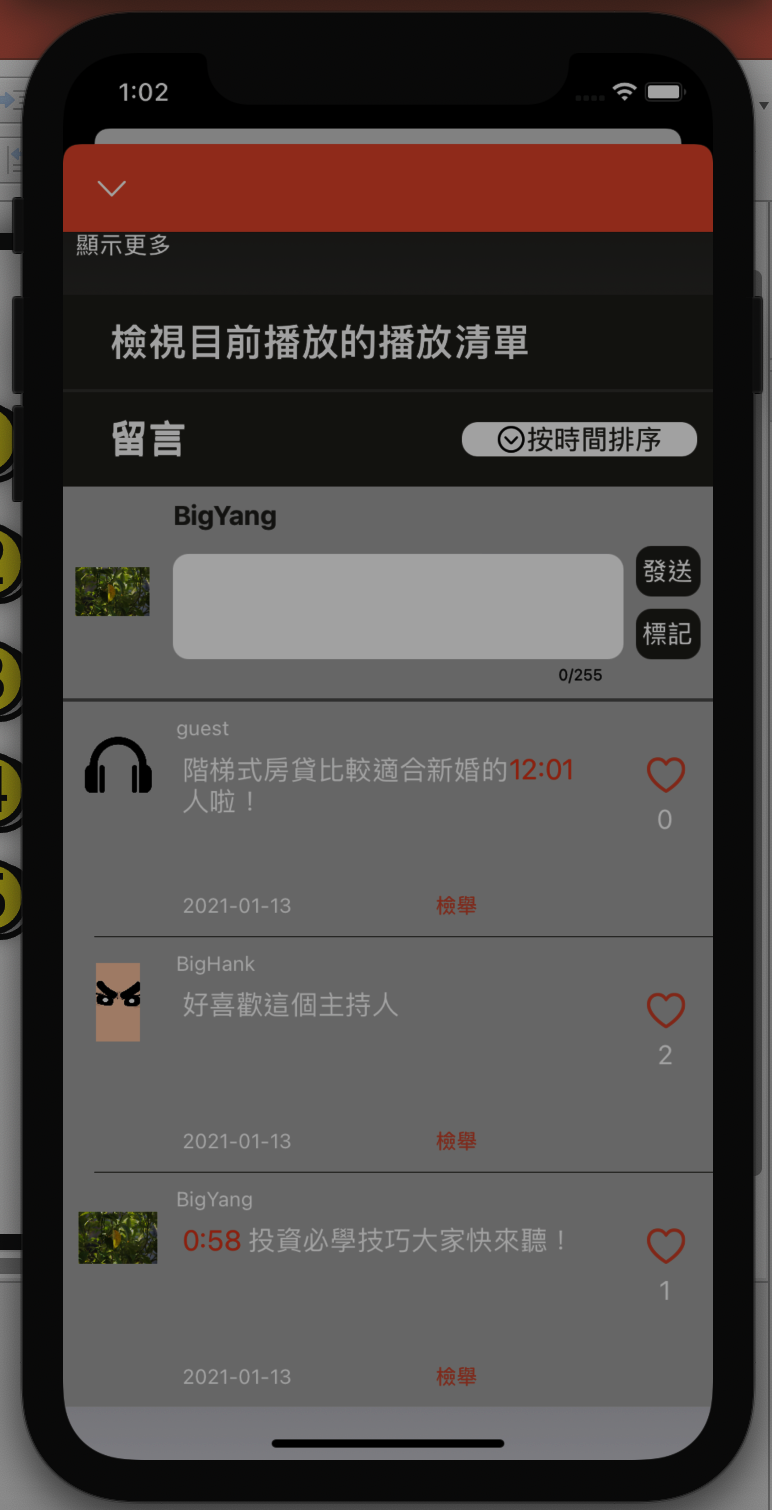 1:02
顯示更多
檢視目前播放的播放清單
留言
按時間排序
BigYang
發送
標記
0/255
guest
階梯式房貸比較適合新婚的12:01
人啦！
0
2021-01-13
檢舉
BigHank
好喜歡這個主持人
2
2021-01-13
檢舉
BigYang
0:58 投資必學技巧大家快來聽！
1
2021-01-13
檢舉
2
3
4
5